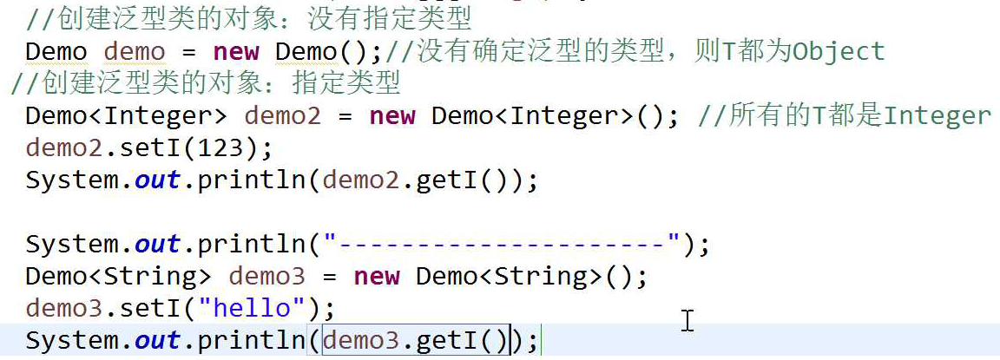 //创建泛型类的对象：没有指定类型
Demo demo = new Demo();//没有确定泛型的类型，则T都为Object
//创建泛型类的对象：指定类型
Demo<Integer> demo2 = new Demo<Integer>(); //所有的T都是Integer
demo2.setI(123);
System.out.println(demo2.getI());
System.out.println("---------------------");
Demo<String> demo3 = new Demo<String>();
demo3.setI("hello");
System.out.println(demo3.getI());